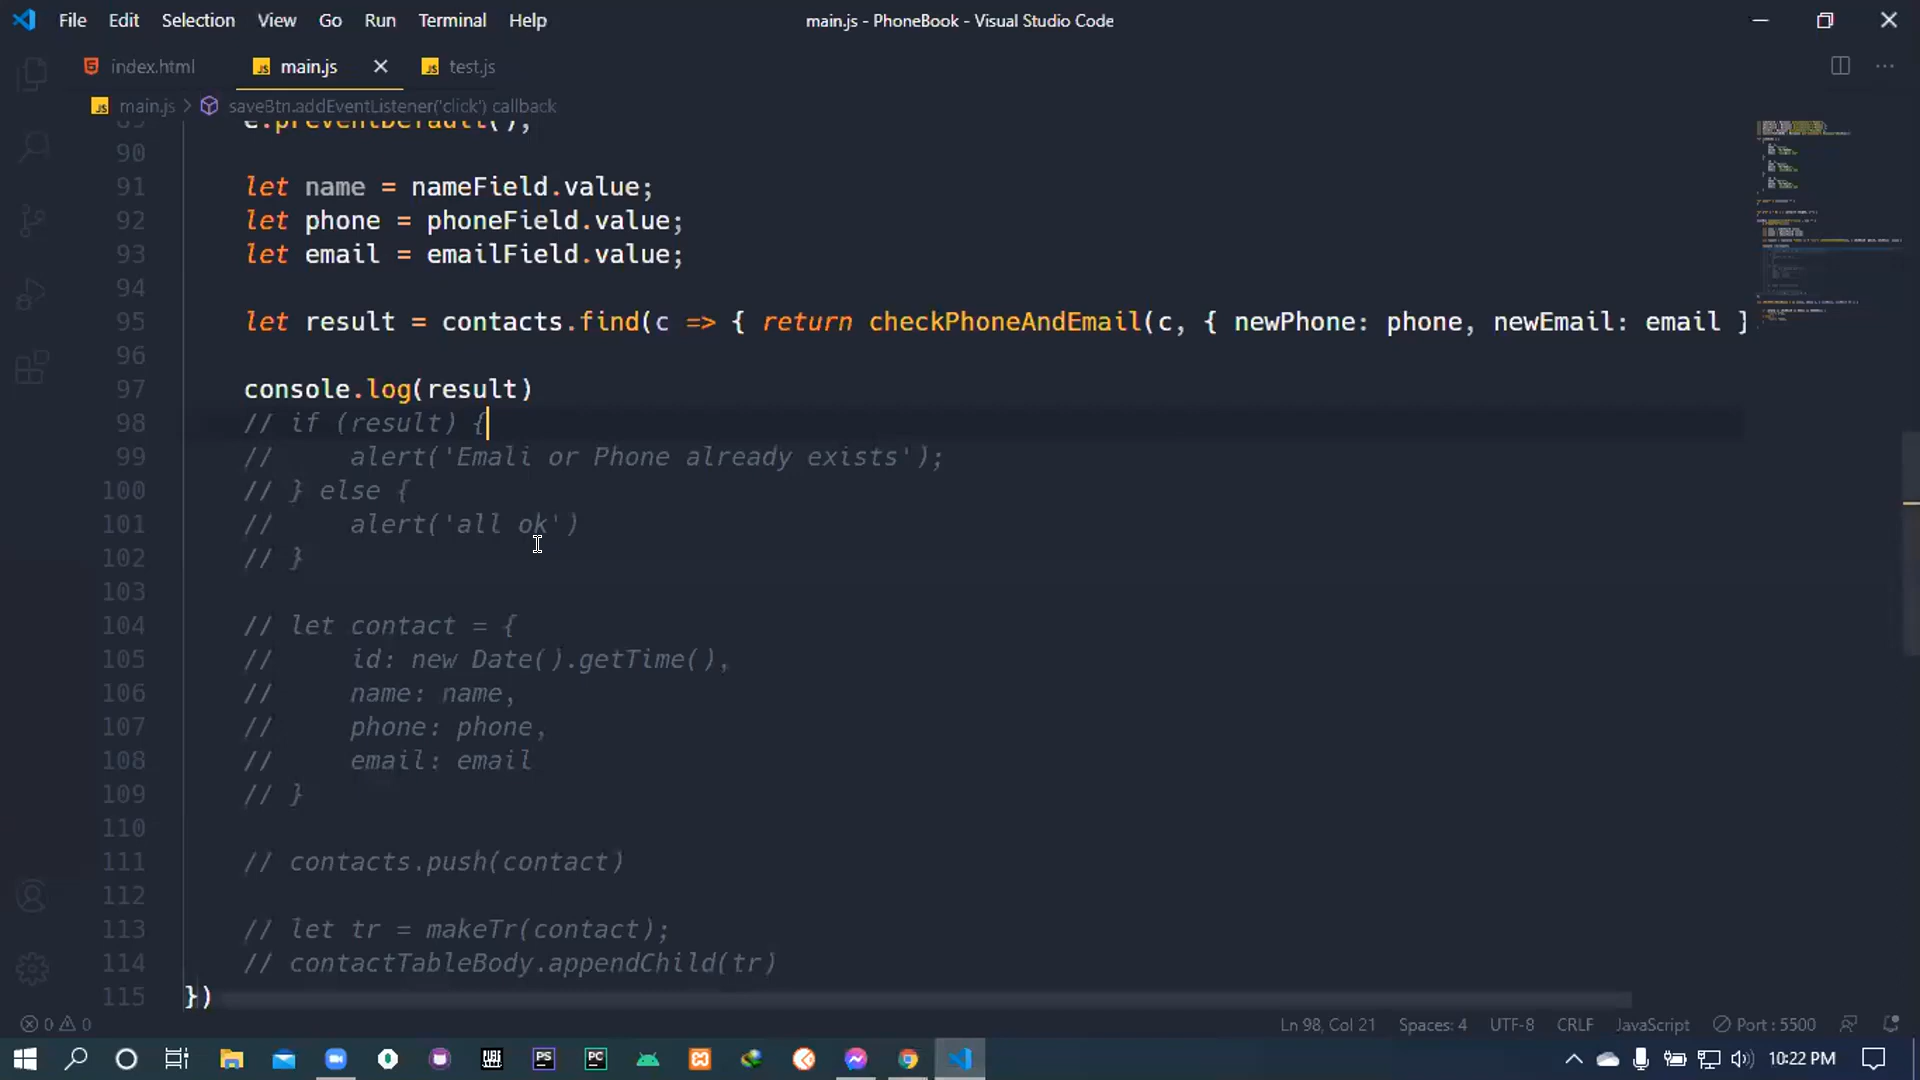 File Edit Selection View Go Run Terminal Help main.js - PhoneBook - Visual Studio Code
index.html main.js test.js
main.js > saveBtn.addEventListener('click') callback
89 e.preventDefault();
90
91 let name = nameField.value;
92 let phone = phoneField.value;
93 let email = emailField.value;
94
95 let result = contacts.find(c => { return checkPhoneAndEmail(c, { newPhone: phone, newEmail: email }
96
97 console.log(result)
98 // if (result) {
99 //     alert('Emali or Phone already exists');
100 // } else {
101 //     alert('all ok')
102 // }
103
104 // let contact = {
105 //     id: new Date().getTime(),
106 //     name: name,
107 //     phone: phone,
108 //     email: email
109 // }
110
111 // contacts.push(contact)
112
113 // let tr = makeTr(contact);
114 // contactTableBody.appendChild(tr)
115 })
0 0 Ln 98, Col 21 Spaces: 4 UTF-8 CRLF JavaScript Port : 5500
PS PC 10:22 PM